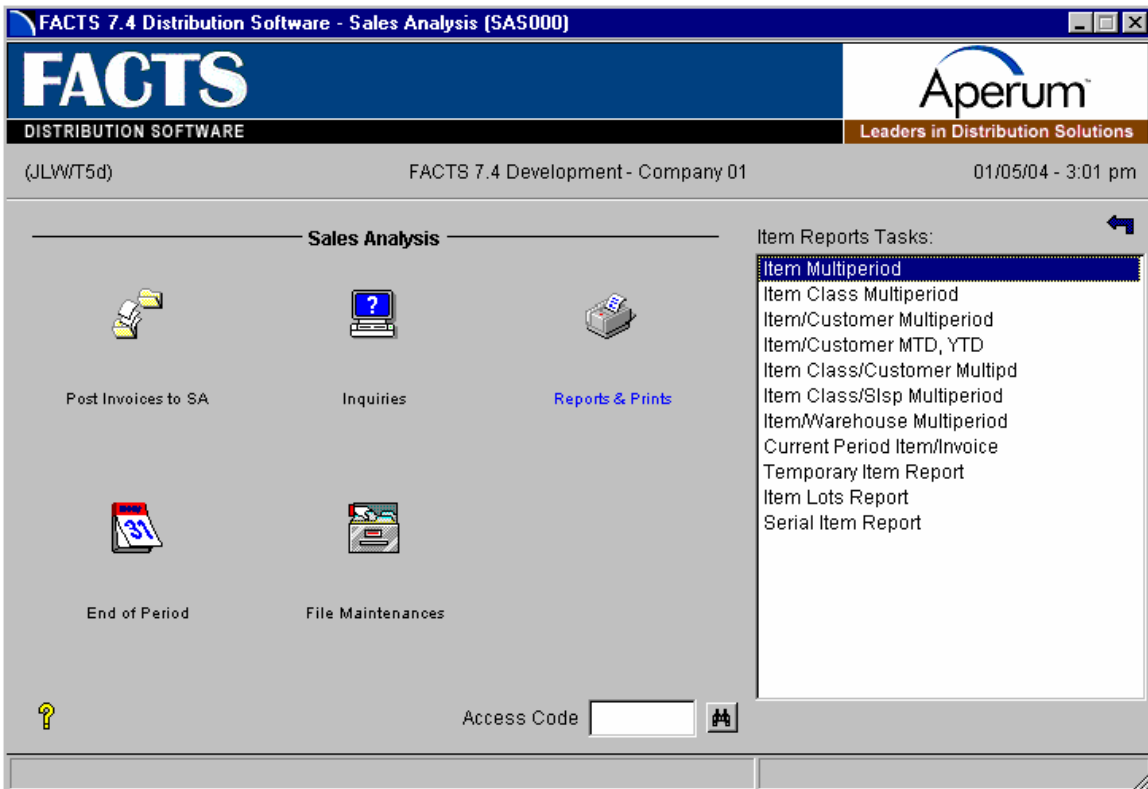 FACTS 7.4 Distribution Software - Sales Analysis (SAS000)
FACTS
DISTRIBUTION SOFTWARE
Aperum™
Leaders in Distribution Solutions
(JLW/T5d)
FACTS 7.4 Development - Company 01
01/05/04 - 3:01 pm
Sales Analysis
Post Invoices to SA
Inquiries
Reports & Prints
End of Period
File Maintenances
31
?
?
Access Code
Item Reports Tasks:
Item Multiperiod
Item Class Multiperiod
Item/Customer Multiperiod
Item/Customer MTD, YTD
Item Class/Customer Multipd
Item Class/Slsp Multiperiod
Item/Warehouse Multiperiod
Current Period Item/Invoice
Temporary Item Report
Item Lots Report
Serial Item Report